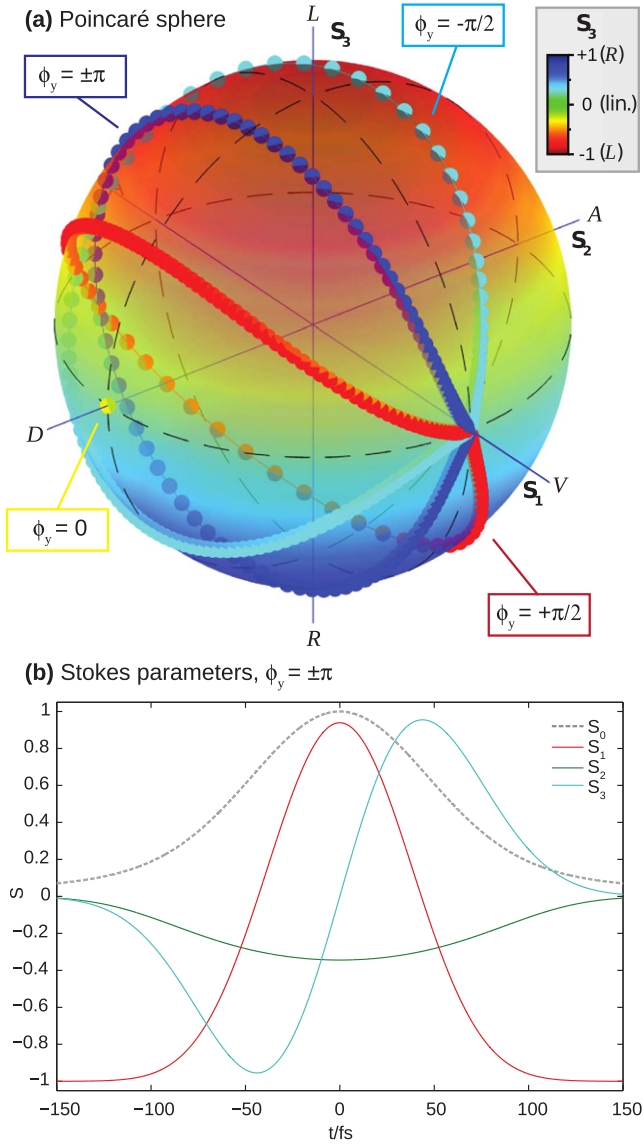 (a) Poincaré sphere
L
S₃
ϕy = -π/2
S₃
+1 (R)
0 (lin.)
-1 (L)
ϕy = ±π
A
S₂
D
V
S₁
ϕy = 0
ϕy = +π/2
R
(b) Stokes parameters, ϕy = ±π
1
0.8
0.6
0.4
0.2
0
−0.2
−0.4
−0.6
−0.8
−1
S
S₀
S₁
S₂
S₃
−150 −100 −50 0 50 100 150
t/fs